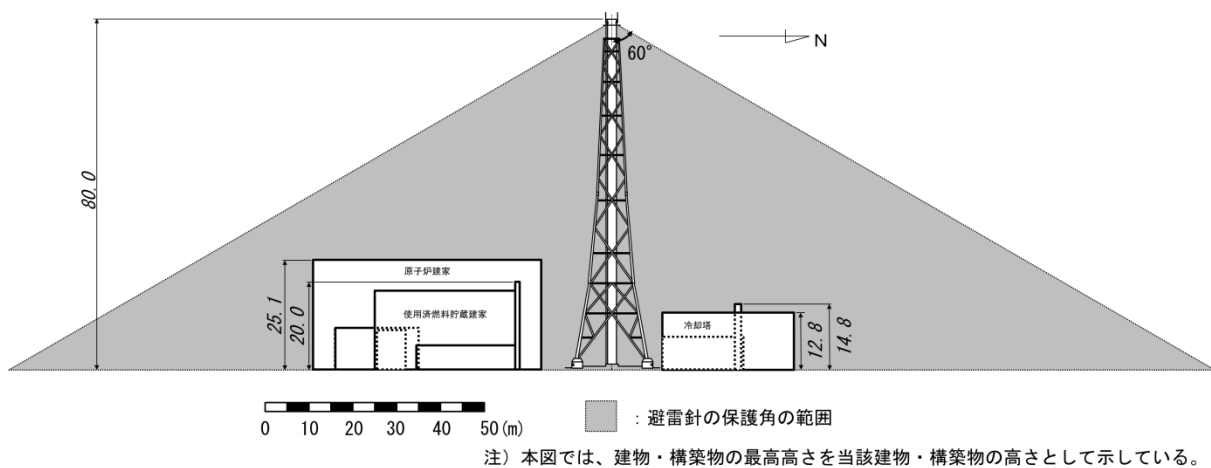 80.0
60°
N
原子炉建家
使用済燃料貯蔵建家
25.1
20.0
冷却塔
12.8
14.8
0 10 20 30 40 50(m)
：避雷針の保護角の範囲
注）本図では、建物・構築物の最高高さを当該建物・構築物の高さとして示している。